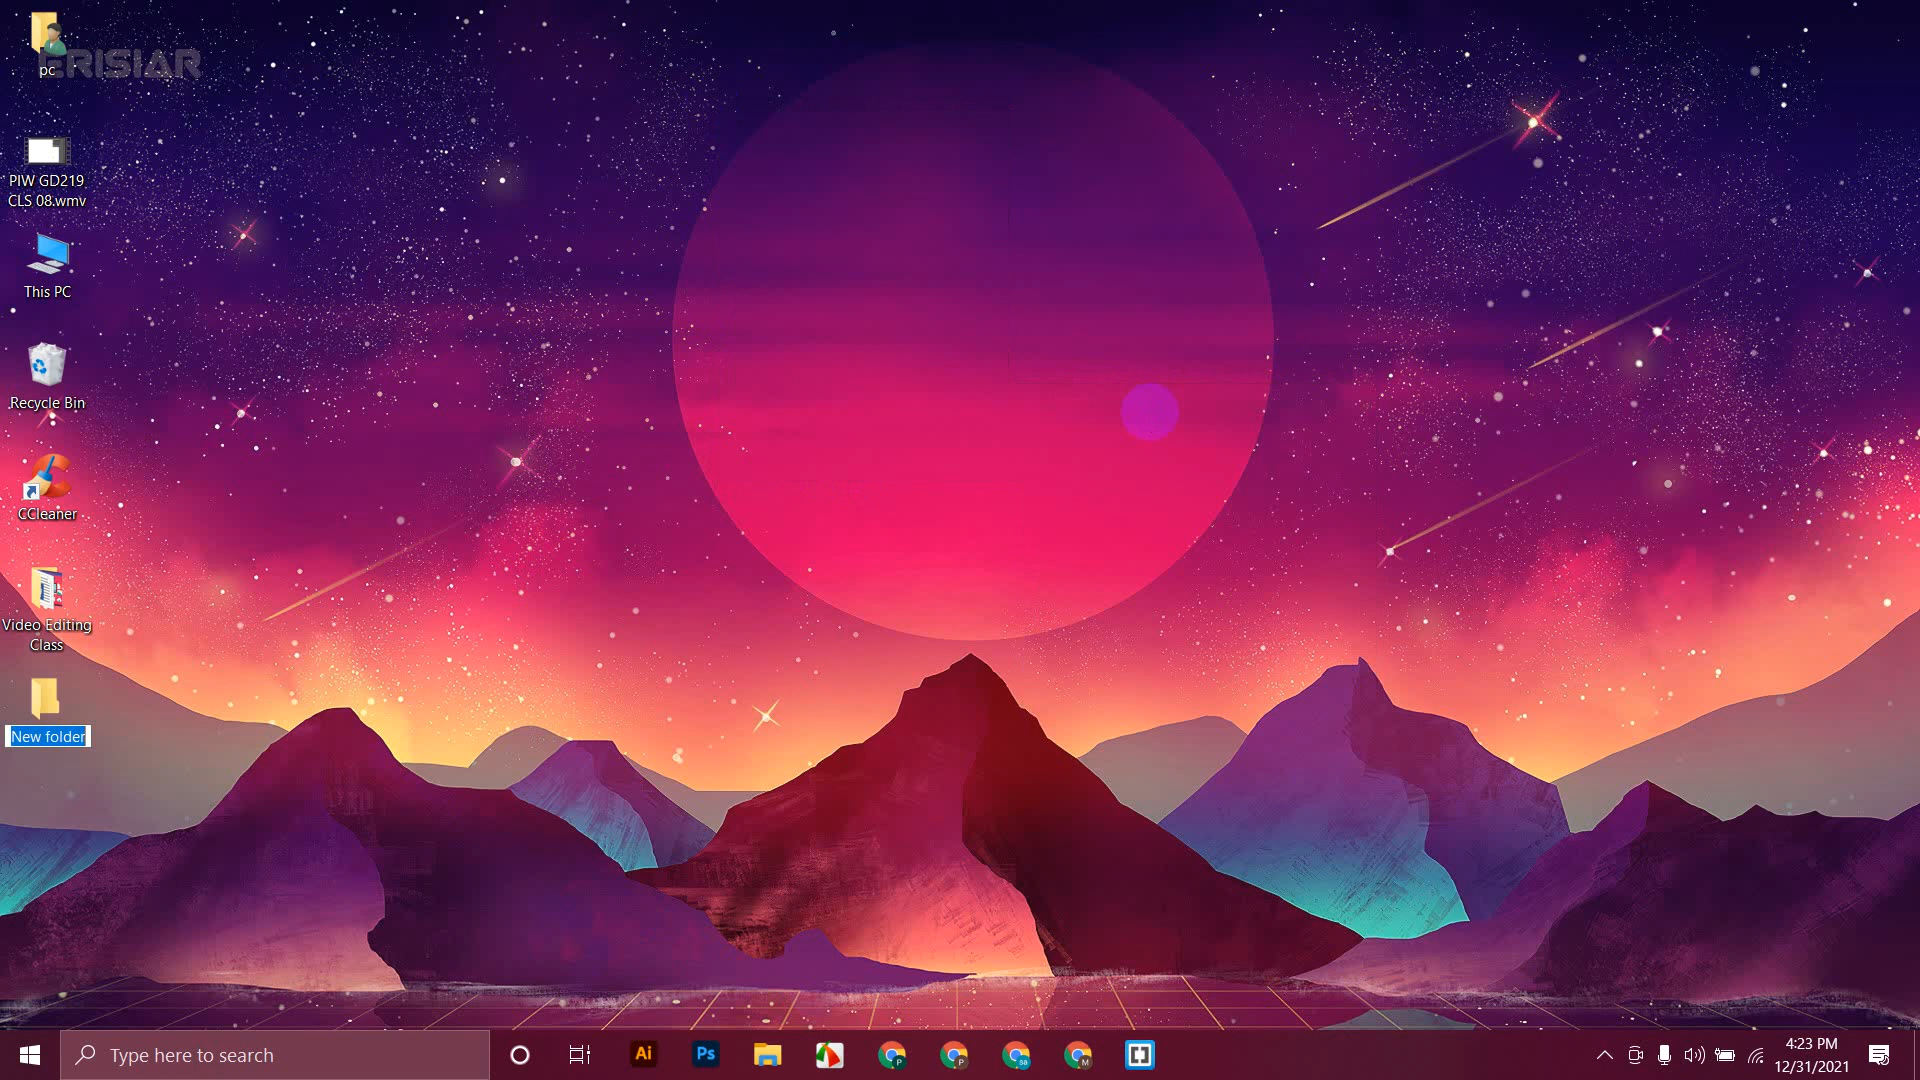 ERISIAR
pc
PIW GD219
CLS 08.wmv
This PC
Recycle Bin
CCleaner
Video Editing
Class
New folder
Type here to search
Ai
Ps
P
P
sa
M
4:23 PM
12/31/2021